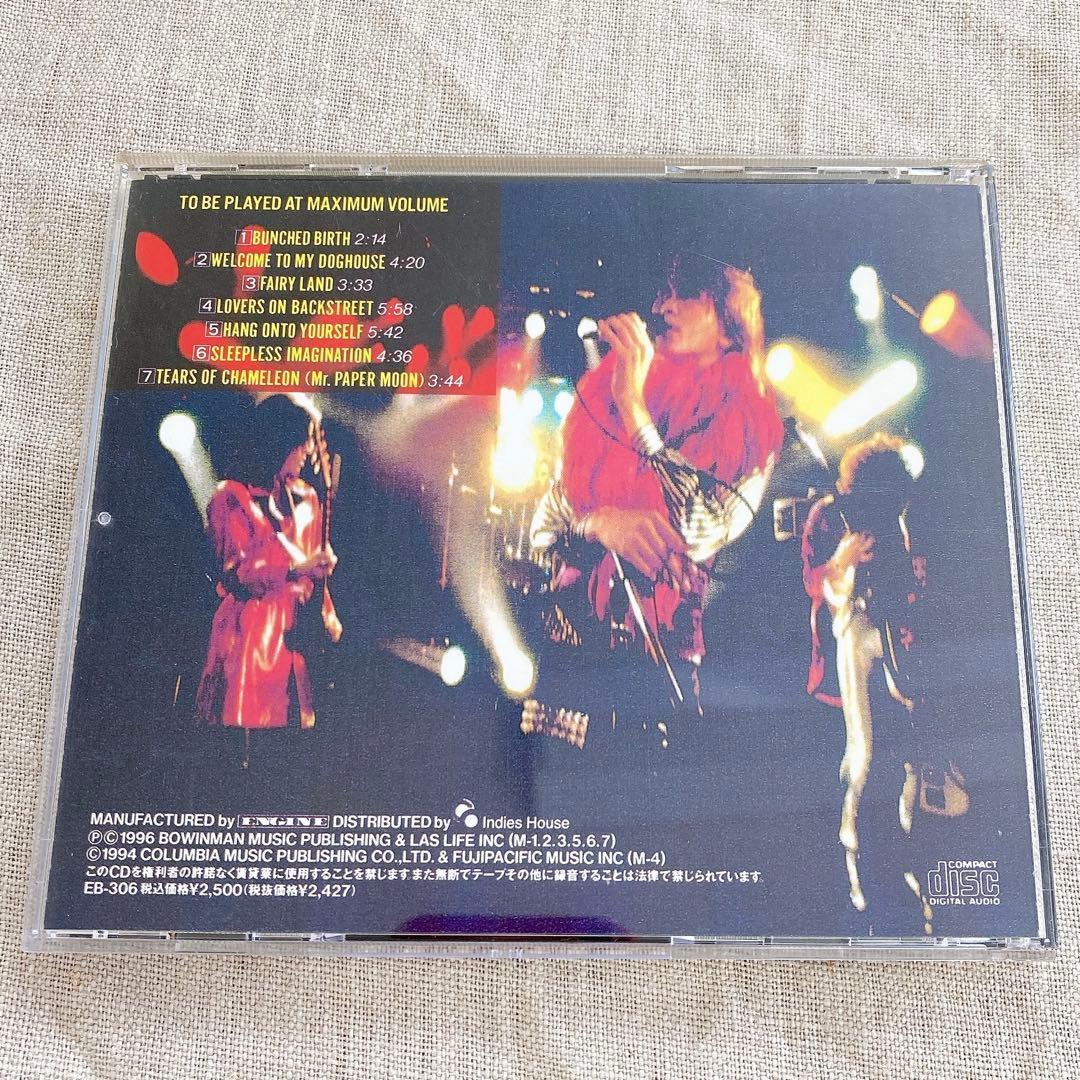 TO BE PLAYED AT MAXIMUM VOLUME
1 BUNCHED BIRTH 2:14
2 WELCOME TO MY DOGHOUSE 4:20
3 FAIRY LAND 3:33
4 LOVERS ON BACKSTREET 5:58
5 HANG ONTO YOURSELF 5:42
6 SLEEPLESS IMAGINATION 4:36
7 TEARS OF CHAMELEON (Mr. PAPER MOON) 3:44
MANUFACTURED by ENGINE DISTRIBUTED by Indies House
Ⓟ©1996 BOWINMAN MUSIC PUBLISHING & LAS LIFE INC (M-1.2.3.5.6.7)
©1994 COLUMBIA MUSIC PUBLISHING CO.,LTD. & FUJIPACIFIC MUSIC INC (M-4)
このCDを権利者の許諾なく賃貸業に使用することを禁じます.また無断でテープその他に録音することは法律で禁じられています.
EB-306 税込価格¥2,500(税抜価格¥2,427)
COMPACT
disc
DIGITAL AUDIO